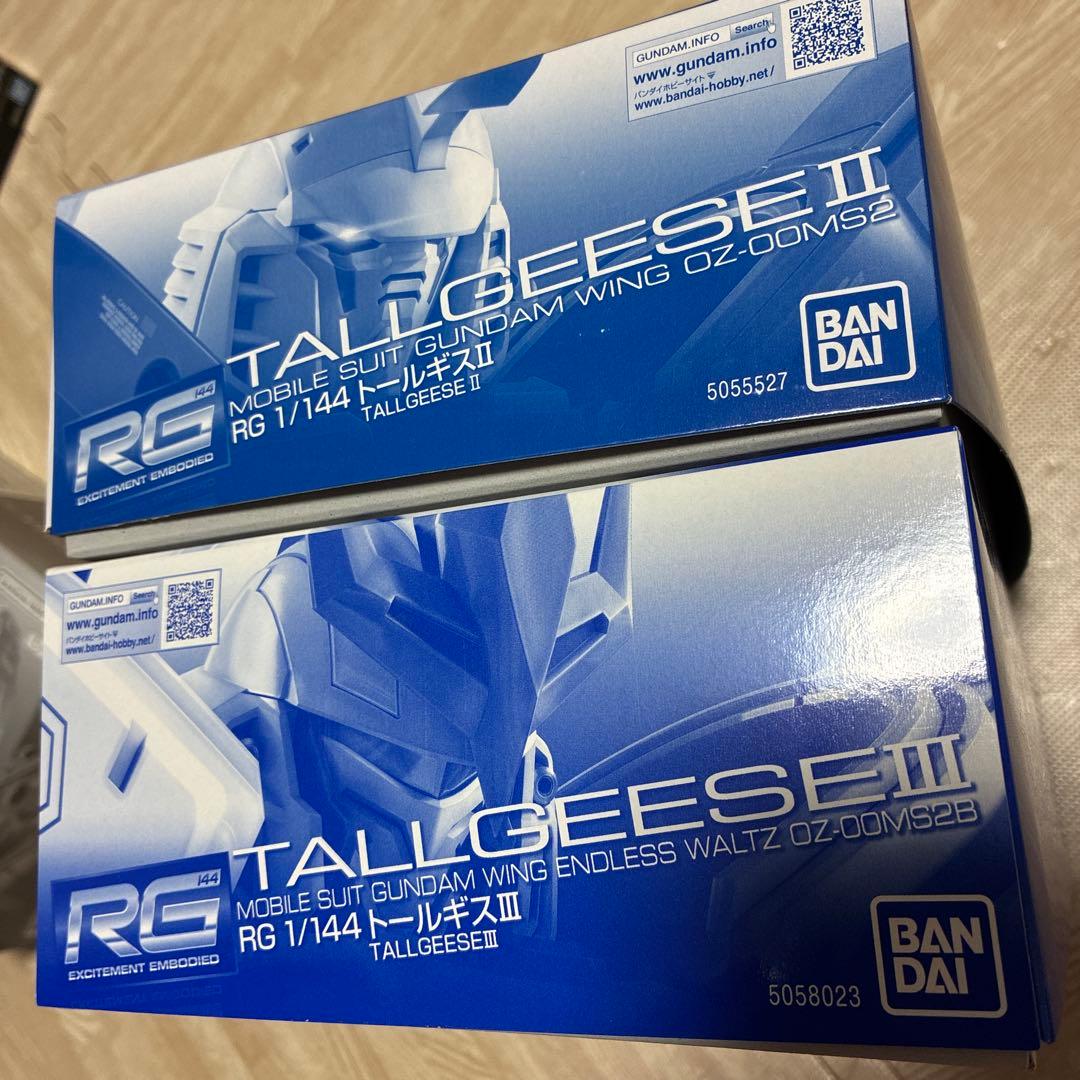 GUNDAM.INFO Search
www.gundam.info
バンダイホビーサイト
www.bandai-hobby.net/
TALLGEESE II
MOBILE SUIT GUNDAM WING OZ-00MS2
RG 1/144 トールギスII
TALLGEESE II
144
RG
EXCITEMENT EMBODIED
5055527
BAN
DAI
GUNDAM.INFO Search
www.gundam.info
バンダイホビーサイト
www.bandai-hobby.net/
TALLGEESE III
MOBILE SUIT GUNDAM WING ENDLESS WALTZ OZ-00MS2B
RG 1/144 トールギスIII
TALLGEESE III
144
RG
EXCITEMENT EMBODIED
5058023
BAN
DAI